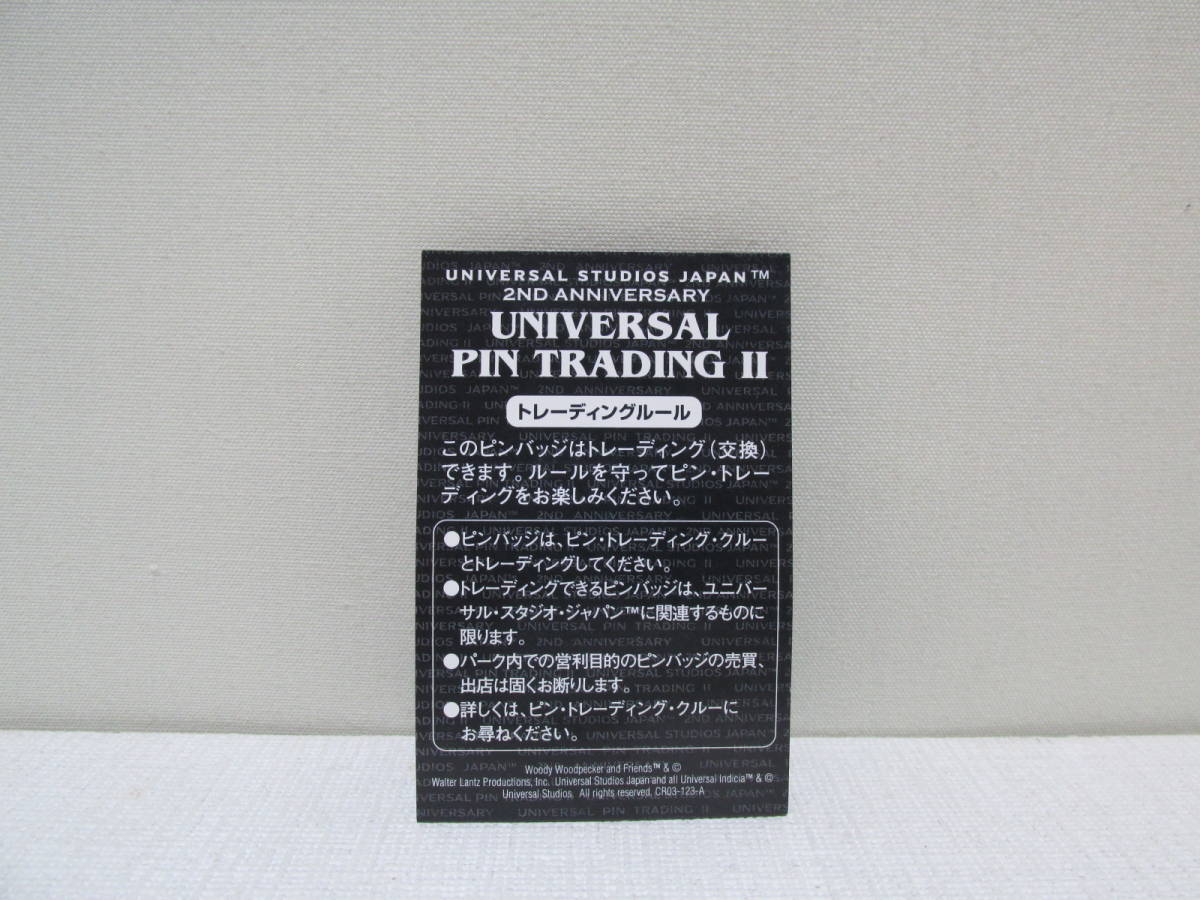 UNIVERSAL STUDIOS JAPAN™
2ND ANNIVERSARY
UNIVERSAL
PIN TRADING II
トレーディングルール
このピンバッジはトレーディング(交換)
できます。ルールを守ってピン・トレー
ディングをお楽しみください。
●ピンバッジは、ピン・トレーディング・クルー
とトレーディングしてください。
●トレーディングできるピンバッジは、ユニバー
サル・スタジオ・ジャパン™に関連するものに
限ります。
●パーク内での営利目的のピンバッジの売買、
出店は固くお断りします。
●詳しくは、ピン・トレーディング・クルーに
お尋ねください。
Woody Woodpecker and Friends™ & ©
Walter Lantz Productions, Inc. Universal Studios Japan and all Universal Indicia™ & ©
Universal Studios. All rights reserved. CR03-123-A